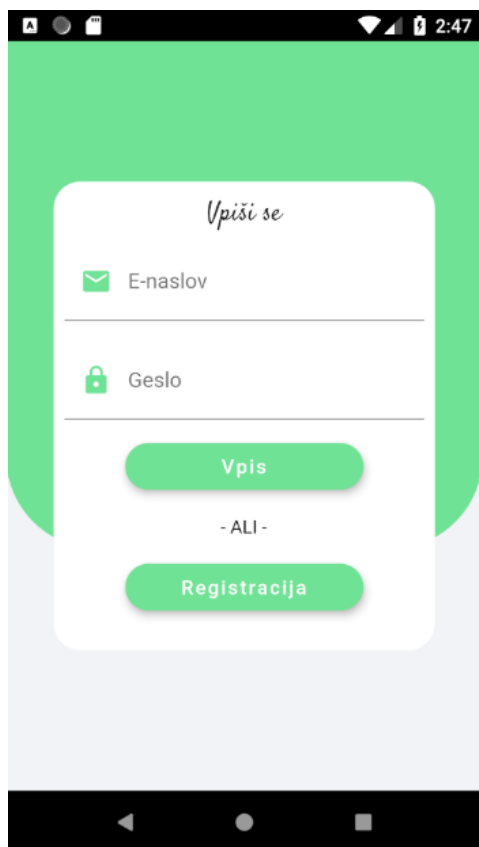 2:47
Vpiši se
E-naslov
Geslo
Vpis
- ALI -
Registracija